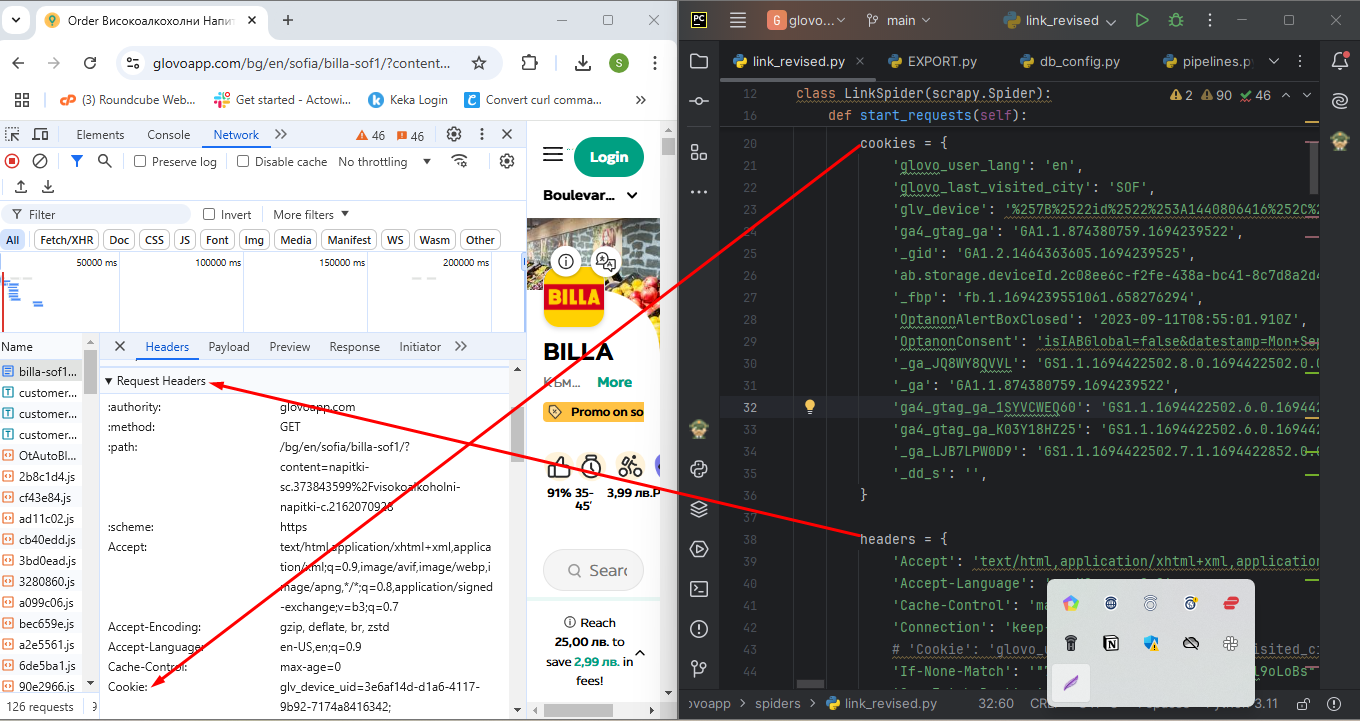 Order Високоалкохолни Напит
glovoapp.com/bg/en/sofia/billa-sof1/?content...
S
(3) Roundcube Web...
Get started - Actowi...
Keka Login
Convert curl comma...
Elements
Console
Network
46
46
Preserve log
Disable cache
No throttling
Filter
Invert
More filters
All
Fetch/XHR
Doc
CSS
JS
Font
Img
Media
Manifest
WS
Wasm
Other
50000 ms
100000 ms
150000 ms
200000 ms
Name
Headers
Payload
Preview
Response
Initiator
billa-sof1...
customer...
customer...
customer...
OtAutoBl...
2b8c1d4.js
cf43e84.js
ad11c02.js
cb40edd.js
3bd0ead.js
3280860.js
a099c06.js
bec659e.js
a2e5561.js
6de5ba1.js
90e2966.js
126 requests
Request Headers
:authority:
glovoapp.com
:method:
GET
:path:
/bg/en/sofia/billa-sof1/?
content=napitki-
sc.373843599%2Fvisokoalkoholni-
napitki-c.2162070928
:scheme:
https
Accept:
text/html,application/xhtml+xml,applica
tion/xml;q=0.9,image/avif,image/webp,i
mage/apng,*/*;q=0.8,application/signed
-exchange;v=b3;q=0.7
Accept-Encoding:
gzip, deflate, br, zstd
Accept-Language:
en-US,en;q=0.9
Cache-Control:
max-age=0
Cookie:
glv_device_uid=3e6af14d-d1a6-4117-
9b92-7174a8416342;
Login
Boulevar...
BILLA
BILLA
Към...
More
Promo on so
91%
35-
45'
3,99 лв.P
Searc
Reach
25,00 лв. to
save 2,99 лв. in
fees!
PC
G
glovo...
main
link_revised
link_revised.py
EXPORT.py
db_config.py
pipelines.py
2
90
46
12 class LinkSpider(scrapy.Spider):
16 def start_requests(self):
20 cookies = {
21 'glovo_user_lang': 'en',
22 'glovo_last_visited_city': 'SOF',
23 'glv_device': '%257B%2522id%2522%253A1440806416%252C%2
24 'ga4_gtag_ga': 'GA1.1.874380759.1694239522',
25 '_gid': 'GA1.2.1464363605.1694239525',
26 'ab.storage.deviceId.2c08ee6c-f2fe-438a-bc41-8c7d8a2d4
27 '_fbp': 'fb.1.1694239551061.658276294',
28 'OptanonAlertBoxClosed': '2023-09-11T08:55:01.910Z',
29 'OptanonConsent': 'isIABGlobal=false&datestamp=Mon+Sep
30 '_ga_JQ8WY8QVVL': 'GS1.1.1694422502.8.0.1694422502.0.0
31 '_ga': 'GA1.1.874380759.1694239522',
32 'ga4_gtag_ga_1SYVCWEQ60': 'GS1.1.1694422502.6.0.169442
33 'ga4_gtag_ga_K03Y18HZ25': 'GS1.1.1694422502.6.0.169442
34 '_ga_LJB7LPW0D9': 'GS1.1.1694422502.7.1.1694422852.0.0
35 '_dd_s': '',
36 }
37
38 headers = {
39 'Accept': 'text/html,application/xhtml+xml,application
40 'Accept-Language':
41 'Cache-Control': 'ma
42 'Connection': 'keep-
43 # 'Cookie': 'glovo_u
44 'If-None-Match': '""
ovoapp
spiders
link_revised.py
32:60
3.11